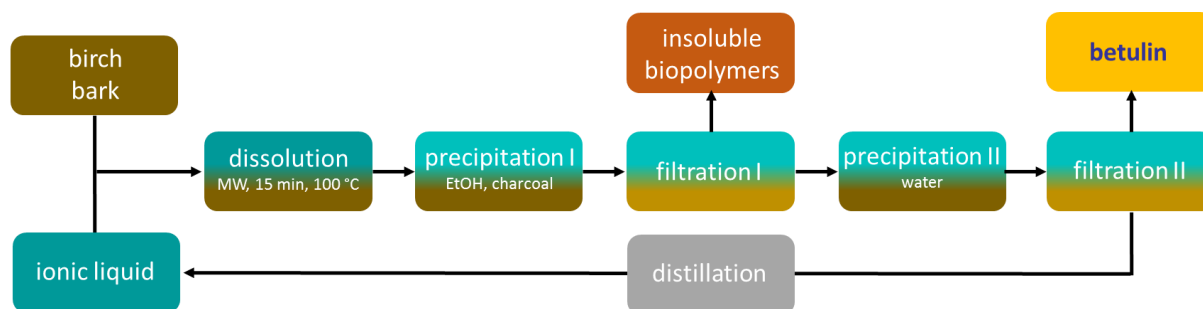 birch
bark
insoluble
biopolymers
betulin
dissolution
MW, 15 min, 100 °C
precipitation I
EtOH, charcoal
filtration I
precipitation II
water
filtration II
ionic liquid
distillation